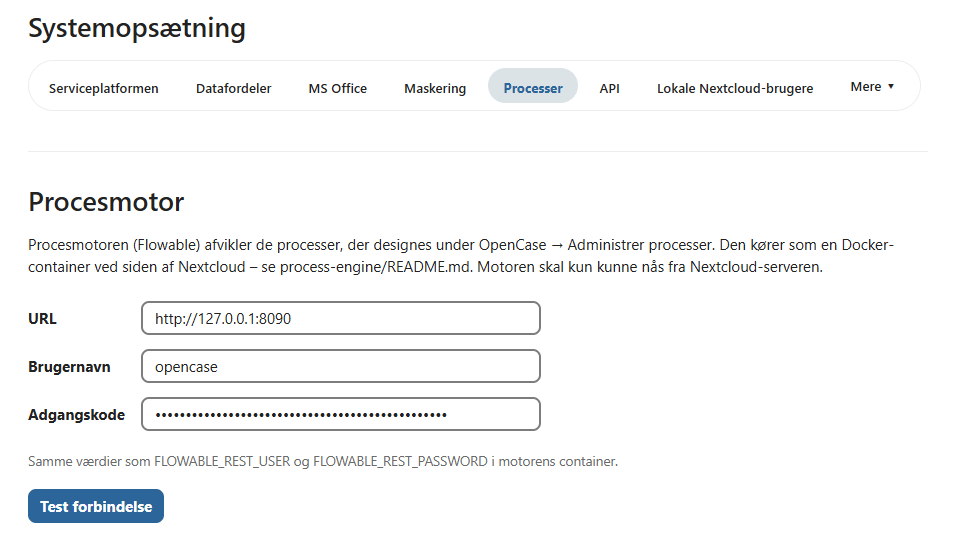 Systemopsætning
Serviceplatformen Datafordeler MS Office Maskering Processer API Lokale Nextcloud-brugere Mere ▼
Procesmotor
Procesmotoren (Flowable) afvikler de processer, der designes under OpenCase → Administrer processer. Den kører som en Docker-
container ved siden af Nextcloud – se process-engine/README.md. Motoren skal kun kunne nås fra Nextcloud-serveren.
URL http://127.0.0.1:8090
Brugernavn opencase
Adgangskode ••••••••••••••••••••••••••••••••••••••••••••••••
Samme værdier som FLOWABLE_REST_USER og FLOWABLE_REST_PASSWORD i motorens container.
Test forbindelse